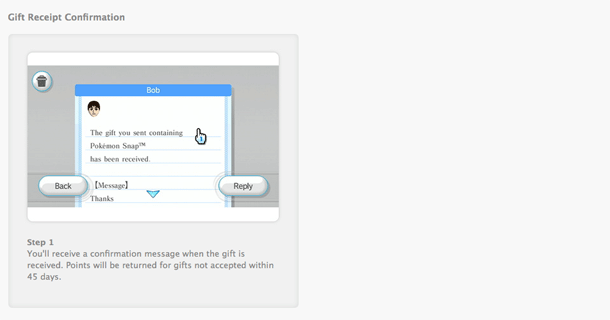 Gift Receipt Confirmation
Bob
The gift you sent containing
Pokémon Snap™
has been received.
【Message】
Thanks
Back
Reply
Step 1
You'll receive a confirmation message when the gift is
received. Points will be returned for gifts not accepted within
45 days.